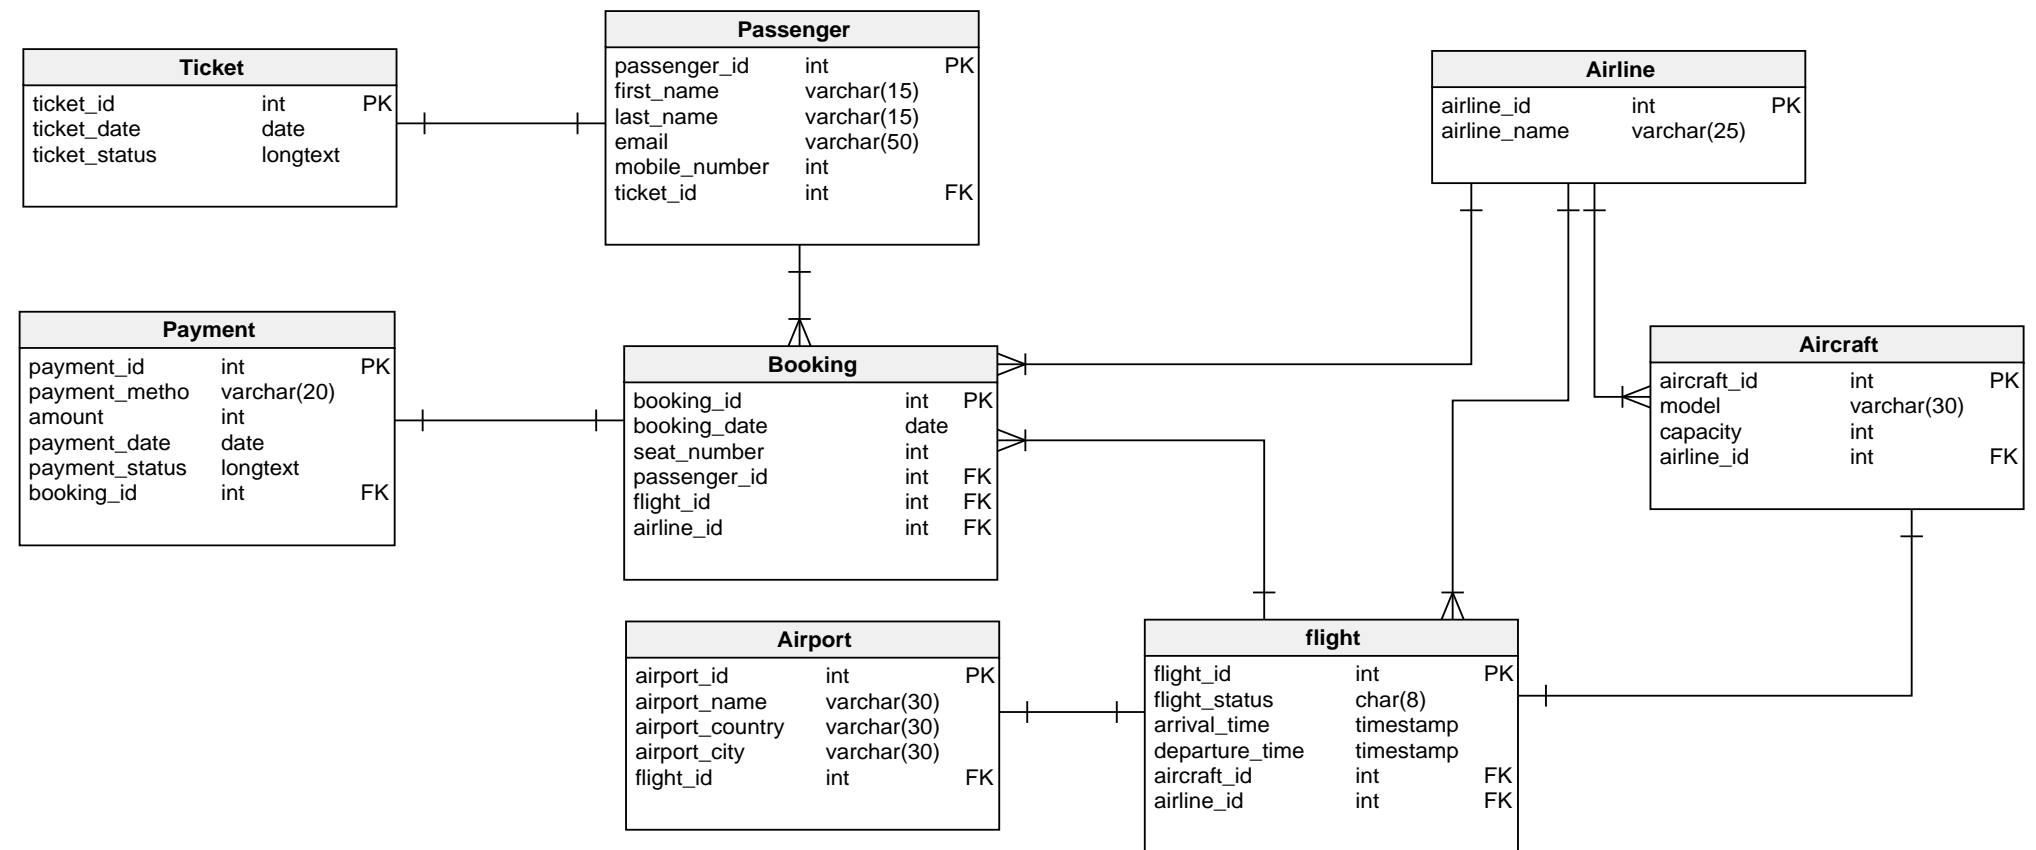 Ticket
ticket_id int PK
ticket_date date
ticket_status longtext
Passenger
passenger_id int PK
first_name varchar(15)
last_name varchar(15)
email varchar(50)
mobile_number int
ticket_id int FK
Airline
airline_id int PK
airline_name varchar(25)
Payment
payment_id int PK
payment_metho varchar(20)
amount int
payment_date date
payment_status longtext
booking_id int FK
Booking
booking_id int PK
booking_date date
seat_number int
passenger_id int FK
flight_id int FK
airline_id int FK
Aircraft
aircraft_id int PK
model varchar(30)
capacity int
airline_id int FK
Airport
airport_id int PK
airport_name varchar(30)
airport_country varchar(30)
airport_city varchar(30)
flight_id int FK
flight
flight_id int PK
flight_status char(8)
arrival_time timestamp
departure_time timestamp
aircraft_id int FK
airline_id int FK